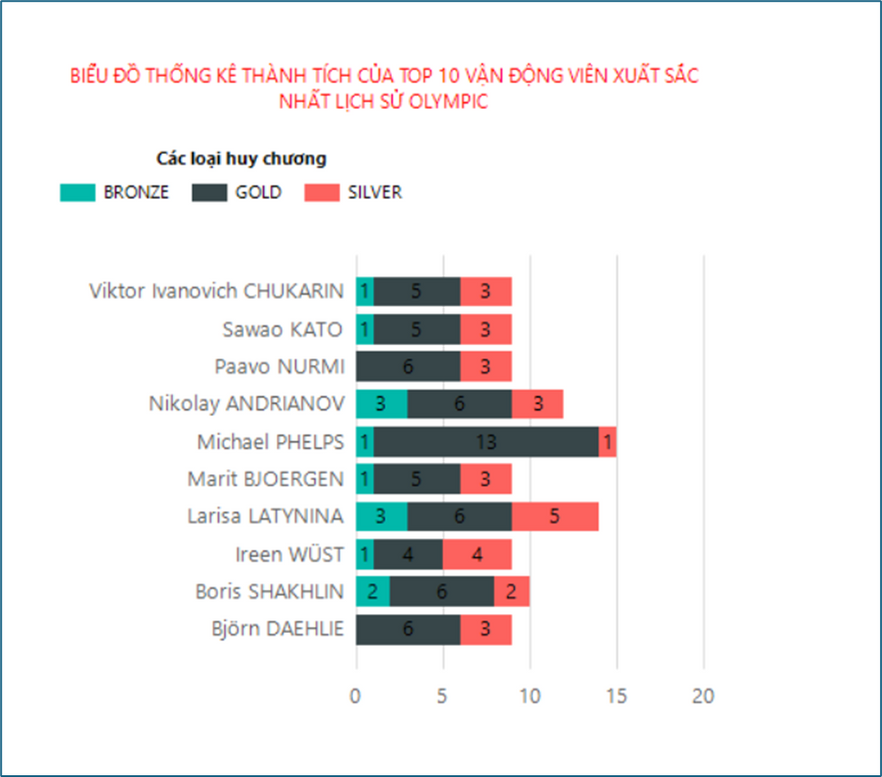 BIỂU ĐỒ THỐNG KÊ THÀNH TÍCH CỦA TOP 10 VẬN ĐỘNG VIÊN XUẤT SẮC
NHẤT LỊCH SỬ OLYMPIC
Các loại huy chương
BRONZE GOLD SILVER
Viktor Ivanovich CHUKARIN 1 5 3
Sawao KATO 1 5 3
Paavo NURMI 6 3
Nikolay ANDRIANOV 3 6 3
Michael PHELPS 1 13 1
Marit BJOERGEN 1 5 3
Larisa LATYNINA 3 6 5
Ireen WÜST 1 4 4
Boris SHAKHLIN 2 6 2
Björn DAEHLIE 6 3
0 5 10 15 20